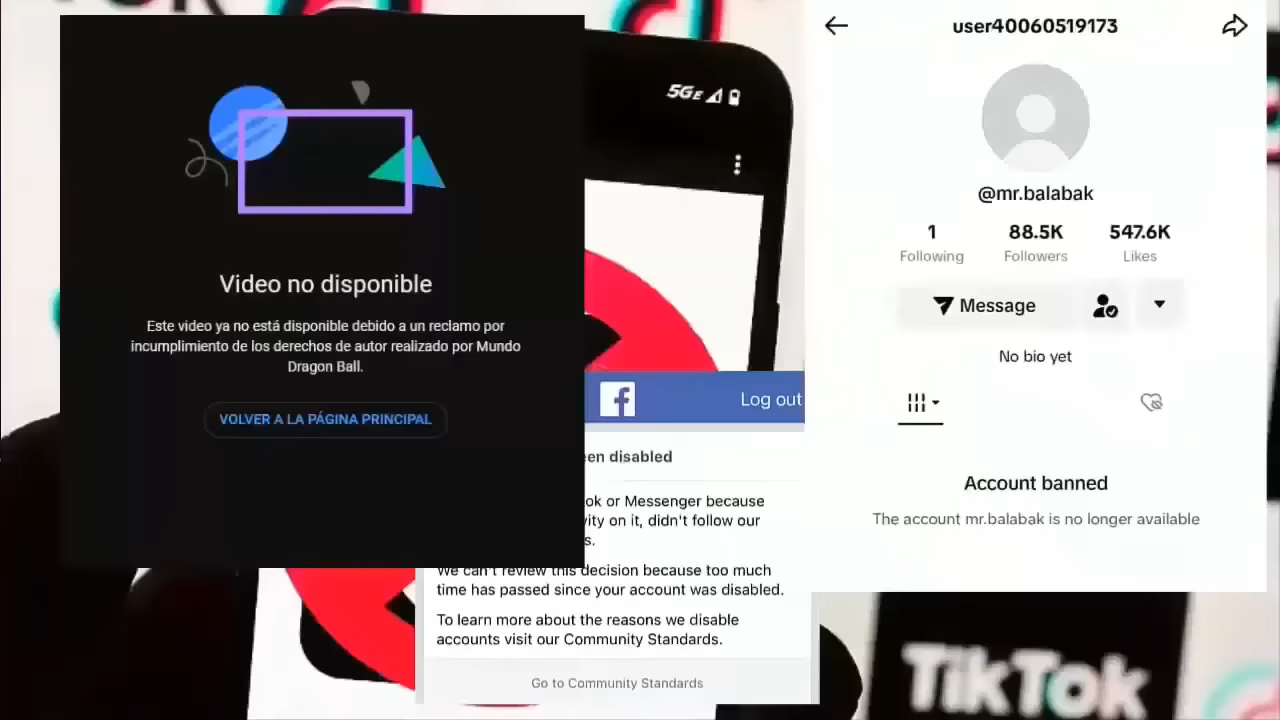 Video no disponible
Este video ya no está disponible debido a un reclamo por
incumplimiento de los derechos de autor realizado por Mundo
Dragon Ball.
VOLVER A LA PÁGINA PRINCIPAL
5GE
f
Log out
en disabled
ok or Messenger because
ity on it, didn't follow our
s.
We can't review this decision because too much
time has passed since your account was disabled.
To learn more about the reasons we disable
accounts visit our Community Standards.
Go to Community Standards
user40060519173
@mr.balabak
1
88.5K
547.6K
Following
Followers
Likes
Message
No bio yet
Account banned
The account mr.balabak is no longer available
TikTok